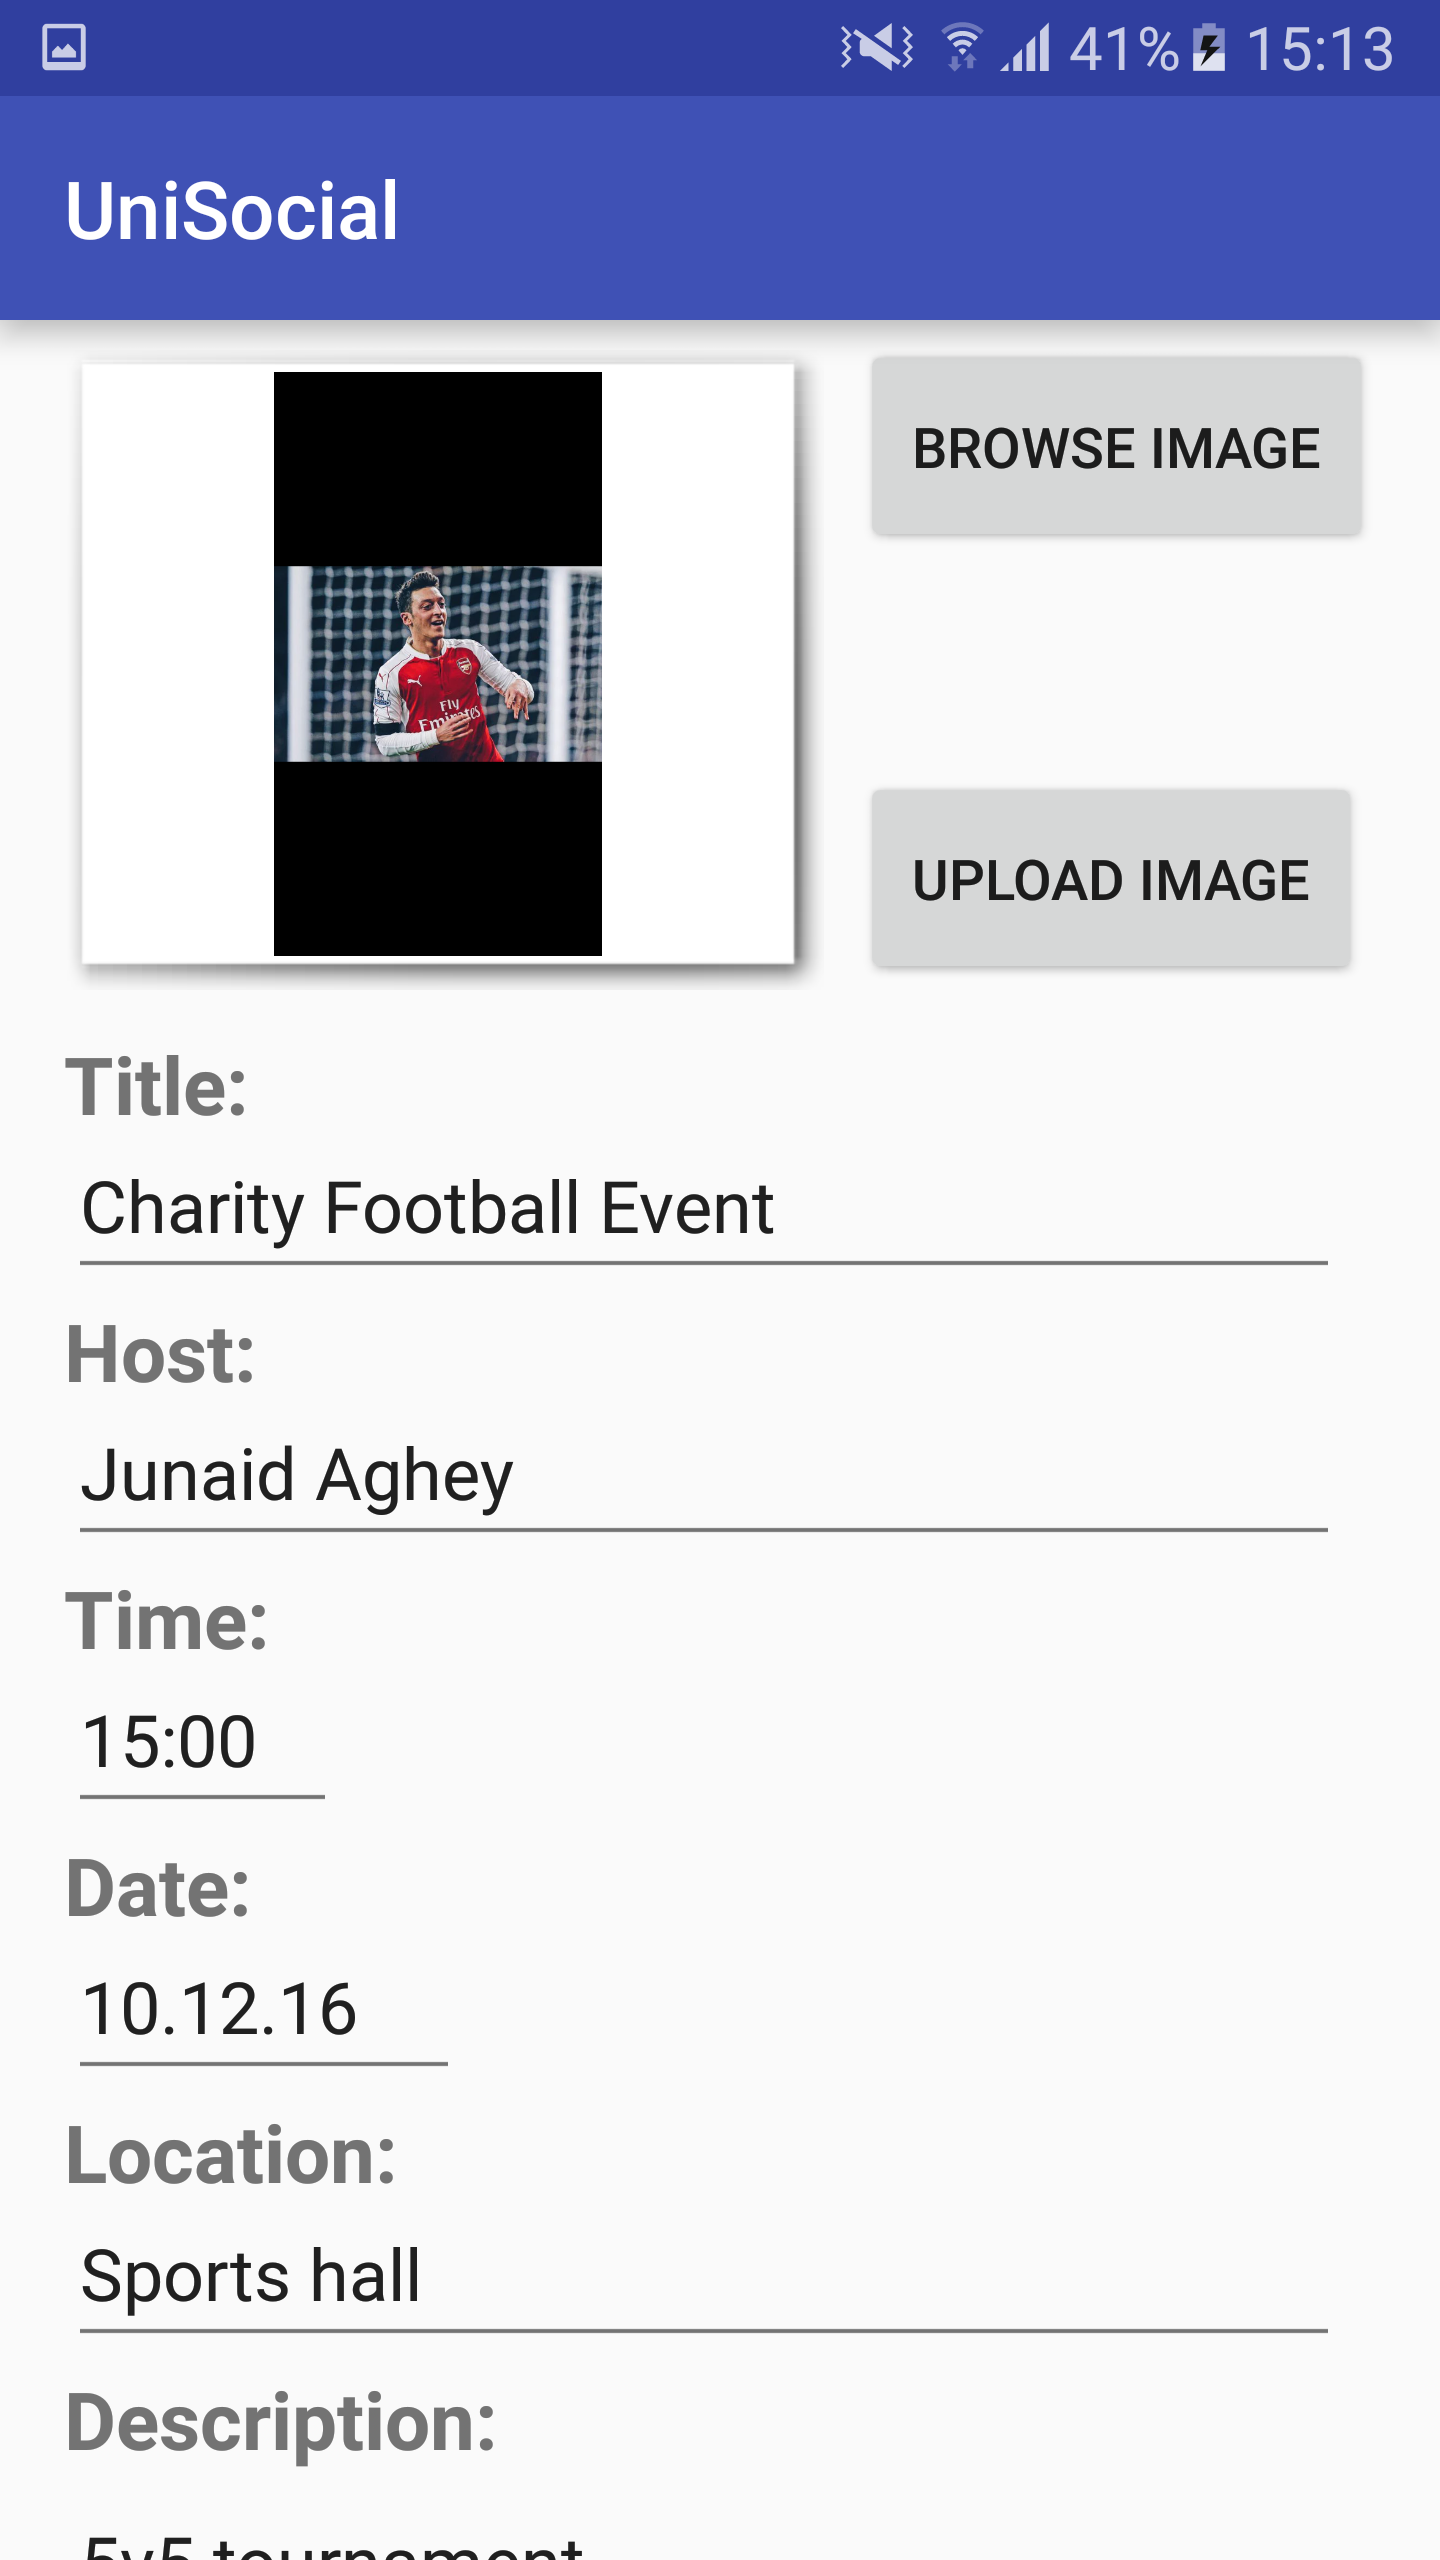 41% 15:13
UniSocial
BROWSE IMAGE
Fly
Emirates
UPLOAD IMAGE
Title:
Charity Football Event
Host:
Junaid Aghey
Time:
15:00
Date:
10.12.16
Location:
Sports hall
Description:
5v5 tournament